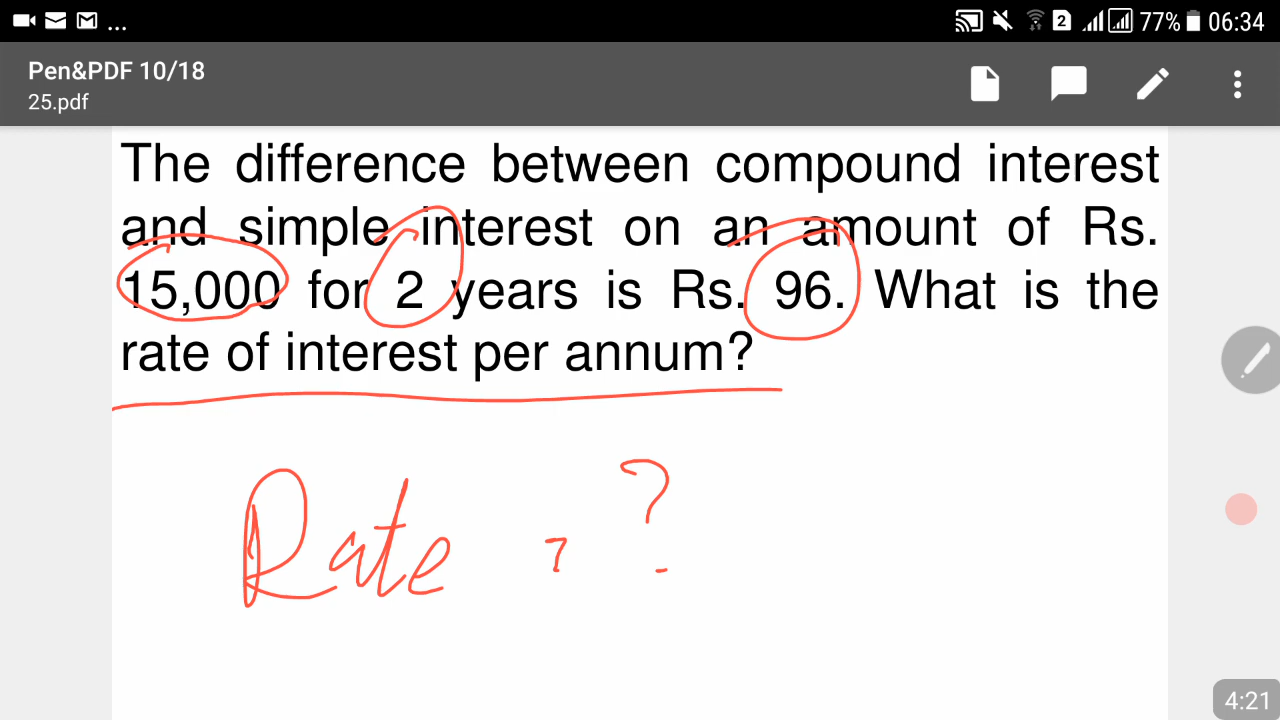 ... 2 77% 06:34
Pen&PDF 10/18
25.pdf
The difference between compound interest
and simple interest on an amount of Rs.
15,000 for 2 years is Rs. 96. What is the
rate of interest per annum?
Rate ?
4:21